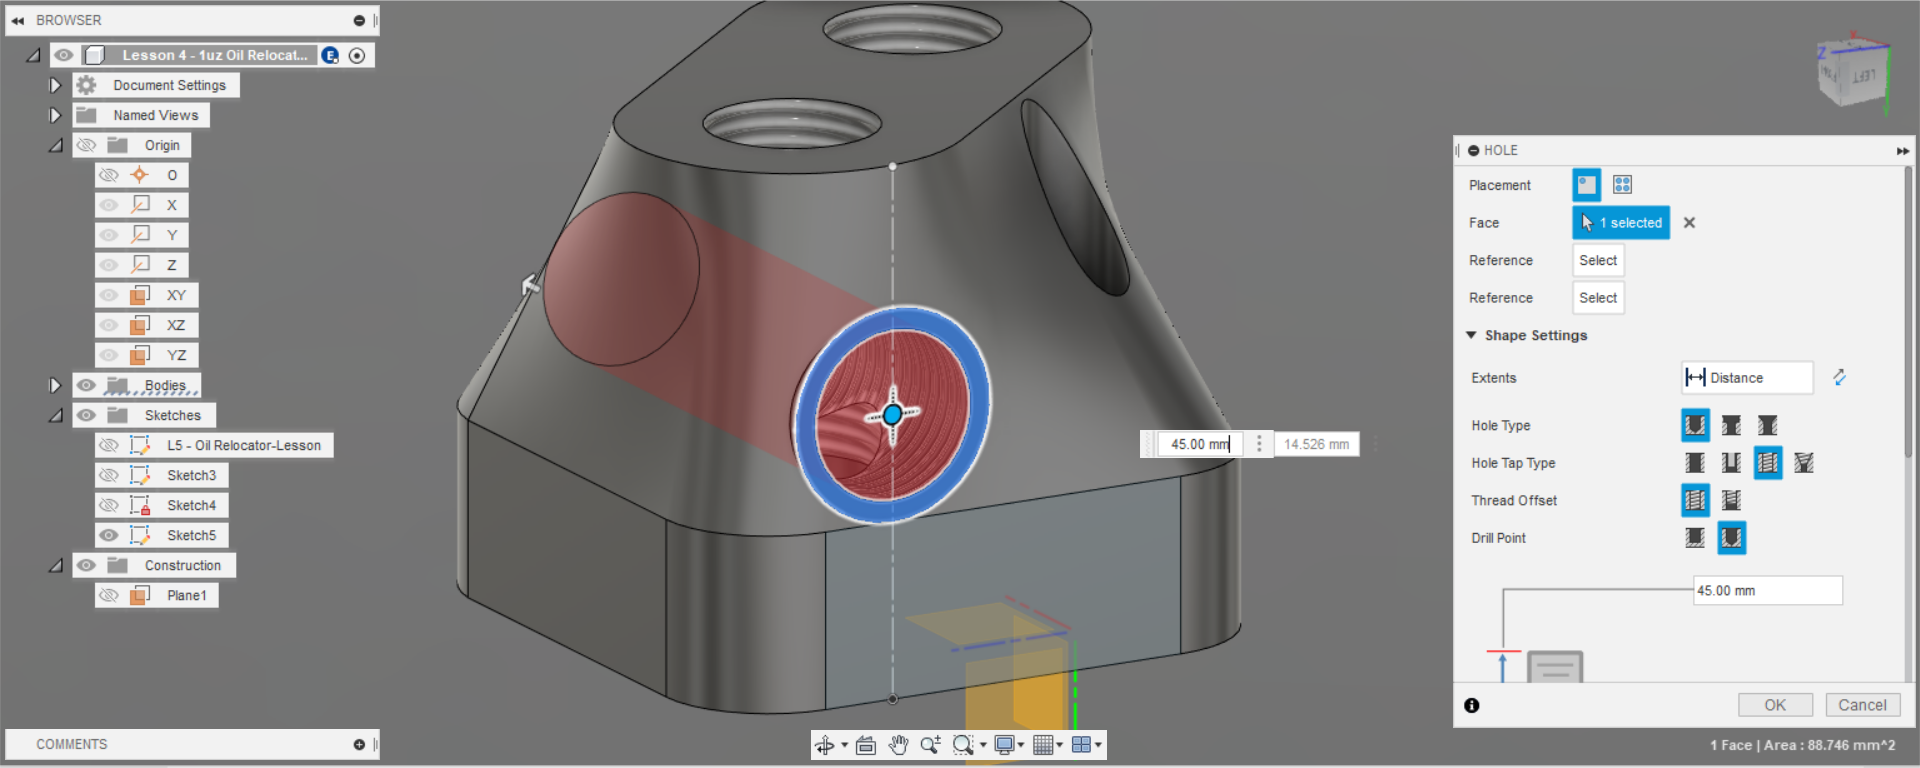 BROWSER
Lesson 4 - 1uz Oil Relocat...
E
Document Settings
Named Views
Origin
O
X
Y
Z
XY
XZ
YZ
Bodies
Sketches
L5 - Oil Relocator-Lesson
Sketch3
Sketch4
Sketch5
Construction
Plane1
COMMENTS
45.00 mm
14.526 mm
X
Z
LEFT
HOLE
Placement
Face
1 selected
Reference
Select
Reference
Select
Shape Settings
Extents
Distance
Hole Type
Hole Tap Type
Thread Offset
Drill Point
45.00 mm
OK
Cancel
1 Face | Area : 88.746 mm^2